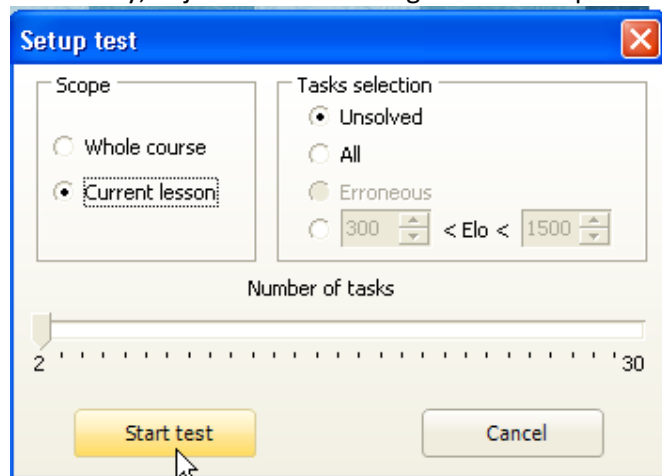 Setup test
Scope
Whole course
Current lesson
Tasks selection
Unsolved
All
Erroneous
300 < Elo < 1500
Number of tasks
2 30
Start test Cancel